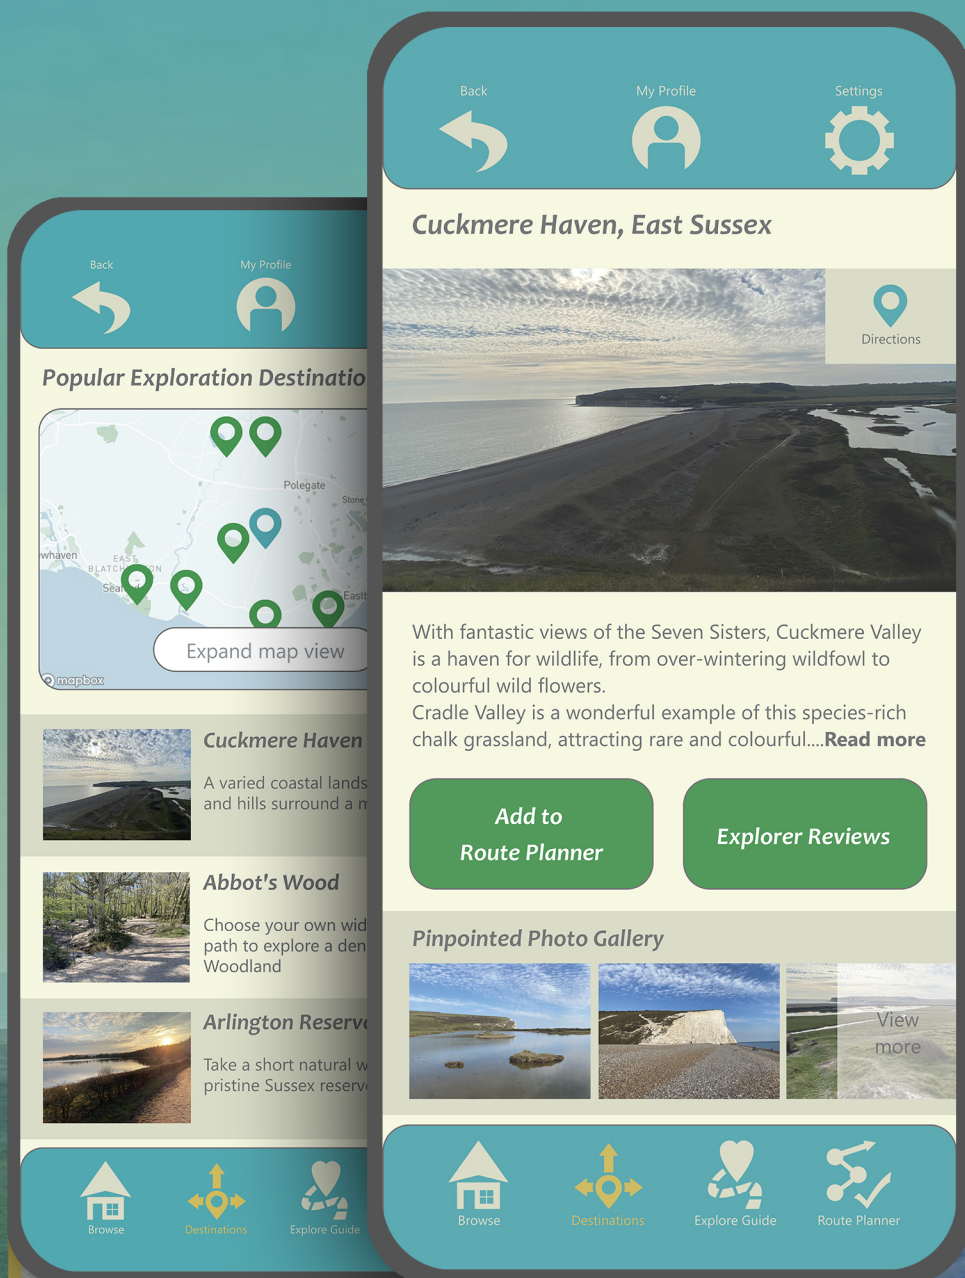 Back
My Profile
Settings
Cuckmere Haven, East Sussex
Directions
With fantastic views of the Seven Sisters, Cuckmere Valley
is a haven for wildlife, from over-wintering wildfowl to
colourful wild flowers.
Cradle Valley is a wonderful example of this species-rich
chalk grassland, attracting rare and colourful....Read more
Add to
Route Planner
Explorer Reviews
Pinpointed Photo Gallery
View
more
Browse
Destinations
Explore Guide
Route Planner
Back
My Profile
Popular Exploration Destinatio
Polegate
Stone
whaven
EAST
BLATCH ON
Sea
Eastb
Expand map view
mapbox
Cuckmere Haven
A varied coastal lands
and hills surround a m
Abbot's Wood
Choose your own wid
path to explore a den
Woodland
Arlington Reserv
Take a short natural w
pristine Sussex reserv
Browse
Destinations
Explore Guide